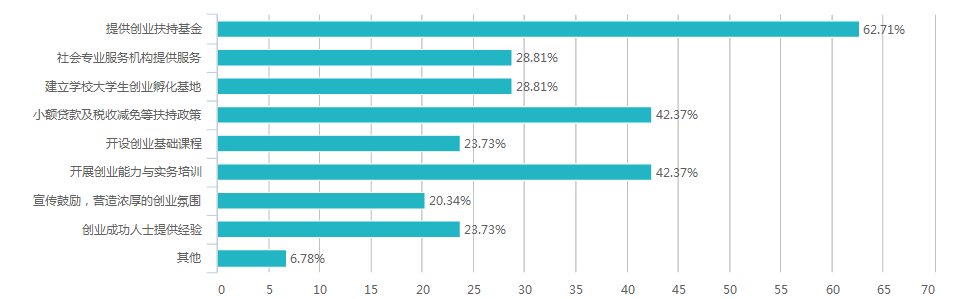 提供创业扶持基金 62.71%
社会专业服务机构提供服务 28.81%
建立学校大学生创业孵化基地 28.81%
小额贷款及税收减免等扶持政策 42.37%
开设创业基础课程 23.73%
开展创业能力与实务培训 42.37%
宣传鼓励，营造浓厚的创业氛围 20.34%
创业成功人士提供经验 23.73%
其他 6.78%
0 5 10 15 20 25 30 35 40 45 50 55 60 65 70